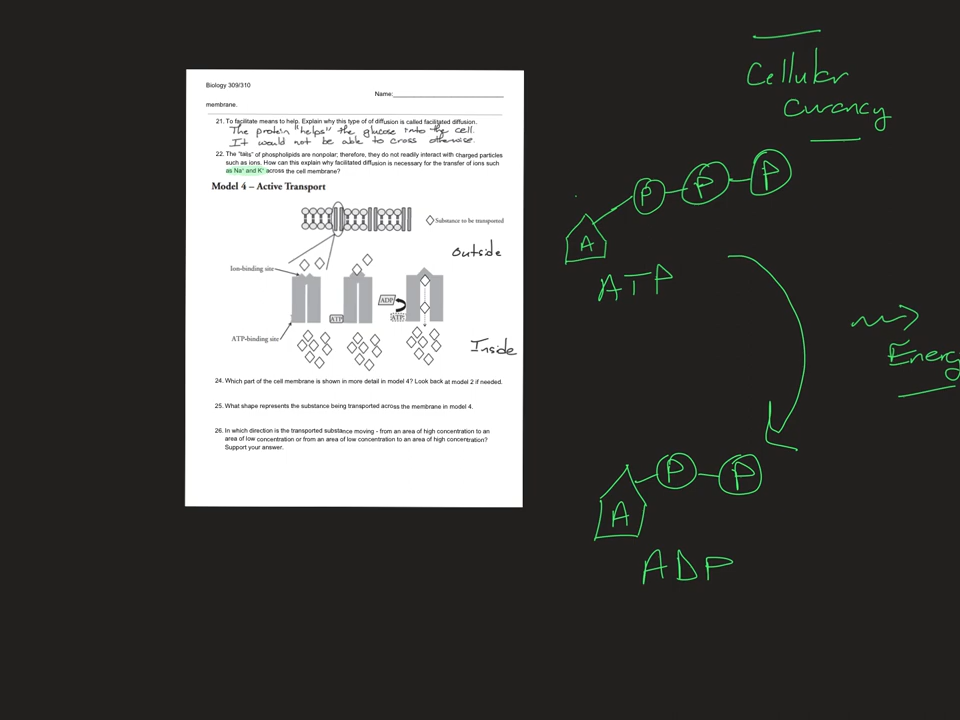 Biology 309/310
Name:
membrane.
21. To facilitate means to help. Explain why this type of of diffusion is called facilitated diffusion.
The protein "helps" the glucose into the cell.
It would not be able to cross otherwise.
22. The "tails" of phospholipids are nonpolar; therefore, they do not readily interact with charged particles
such as ions. How can this explain why facilitated diffusion is necessary for the transfer of ions such
as Na⁺ and K⁺ across the cell membrane?
Model 4 – Active Transport
Substance to be transported
Outside
Ion-binding site
ADP
ATP
ATP
ATP-binding site
Inside
24. Which part of the cell membrane is shown in more detail in model 4? Look back at model 2 if needed.
25. What shape represents the substance being transported across the membrane in model 4.
26. In which direction is the transported substance moving - from an area of high concentration to an
area of low concentration or from an area of low concentration to an area of high concentration?
Support your answer.
Cellular
Curancy
A P P P
ATP
Energ
A P P
ADP